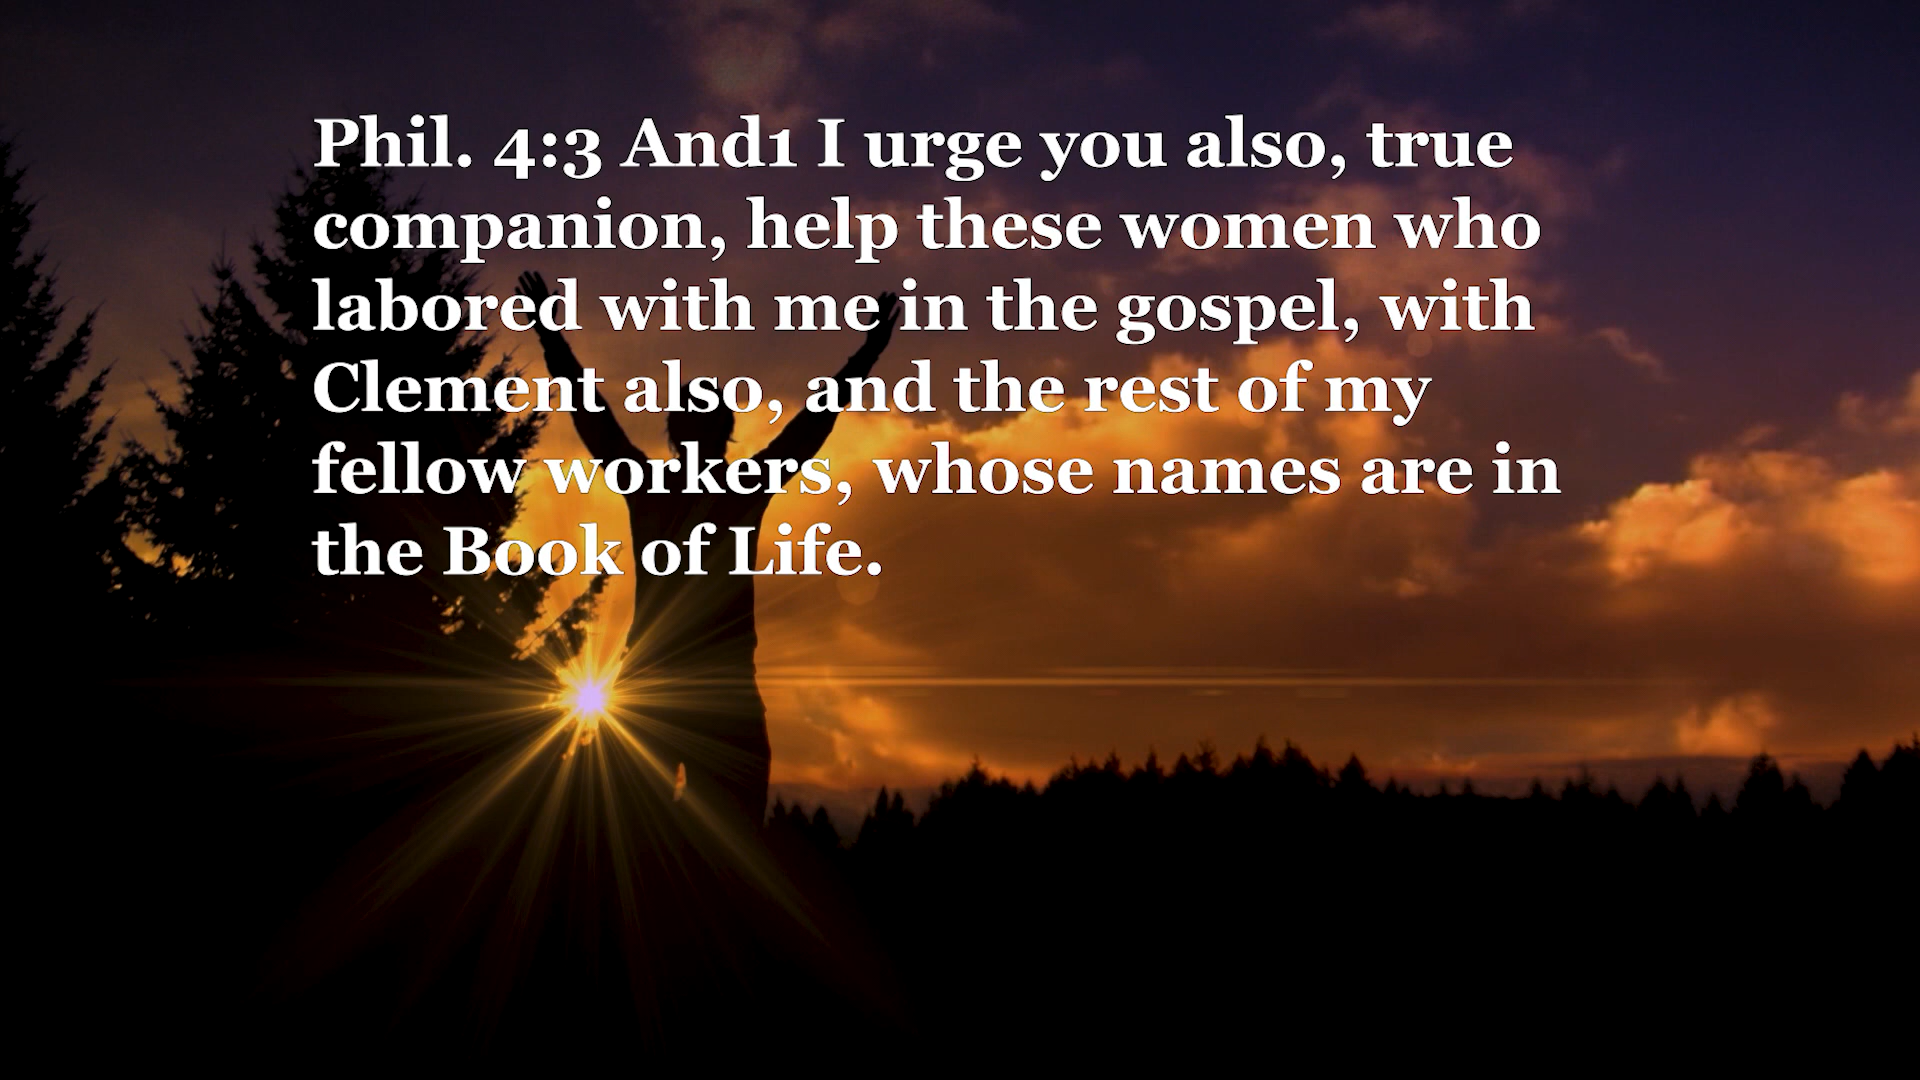 Phil. 4:3 And1 I urge you also, true
companion, help these women who
labored with me in the gospel, with
Clement also, and the rest of my
fellow workers, whose names are in
the Book of Life.